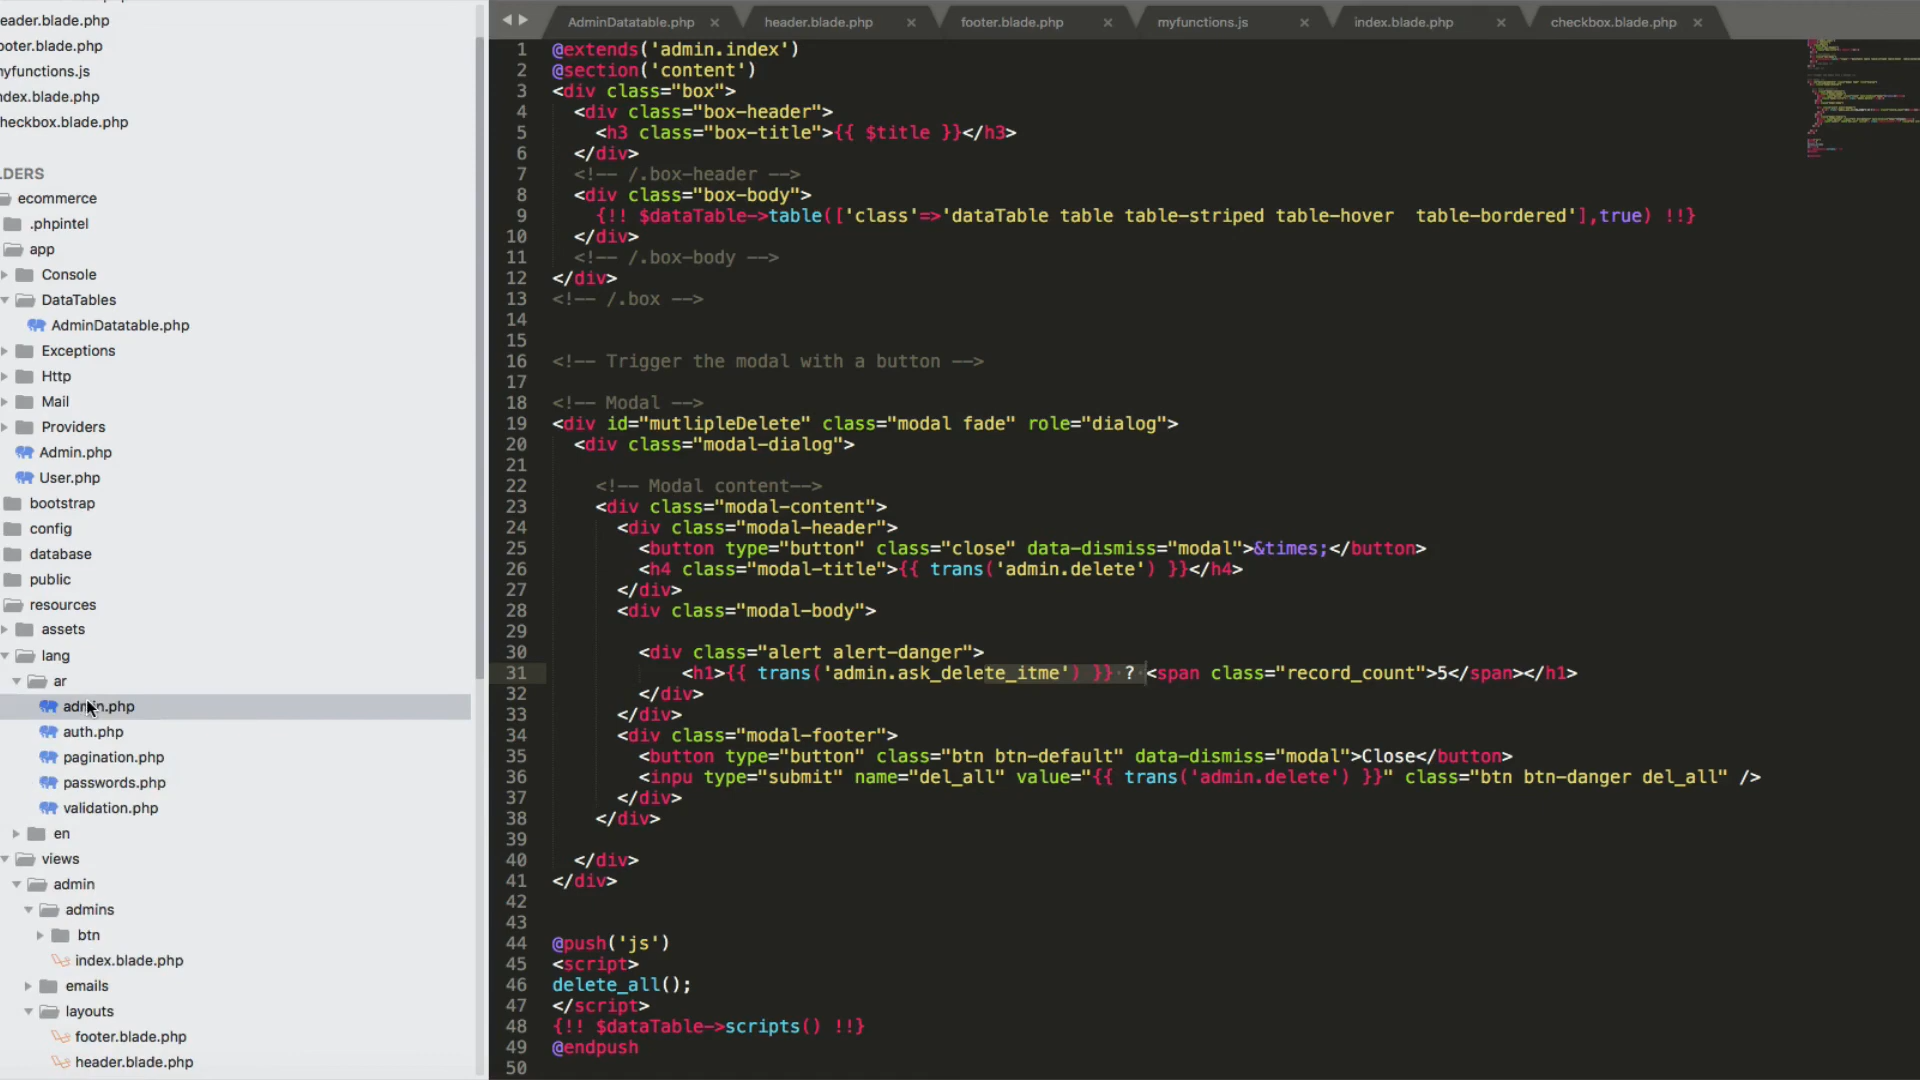 eader.blade.php
ooter.blade.php
nyfunctions.js
ndex.blade.php
heckbox.blade.php
LDERS
ecommerce
.phpintel
app
Console
DataTables
AdminDatatable.php
Exceptions
Http
Mail
Providers
Admin.php
User.php
bootstrap
config
database
public
resources
assets
lang
ar
admin.php
auth.php
pagination.php
passwords.php
validation.php
en
views
admin
admins
btn
index.blade.php
emails
layouts
footer.blade.php
header.blade.php
AdminDatatable.php × header.blade.php × footer.blade.php × myfunctions.js × index.blade.php × checkbox.blade.php ×
1 @extends('admin.index')
2 @section('content')
3 <div class="box">
4 <div class="box-header">
5 <h3 class="box-title">{{ $title }}</h3>
6 </div>
7 <!-- /.box-header -->
8 <div class="box-body">
9 {!! $dataTable->table(['class'=>'dataTable table table-striped table-hover  table-bordered'],true) !!}
10 </div>
11 <!-- /.box-body -->
12 </div>
13 <!-- /.box -->
14
15
16 <!-- Trigger the modal with a button -->
17
18 <!-- Modal -->
19 <div id="mutlipleDelete" class="modal fade" role="dialog">
20 <div class="modal-dialog">
21
22 <!-- Modal content-->
23 <div class="modal-content">
24 <div class="modal-header">
25 <button type="button" class="close" data-dismiss="modal">&times;</button>
26 <h4 class="modal-title">{{ trans('admin.delete') }}</h4>
27 </div>
28 <div class="modal-body">
29
30 <div class="alert alert-danger">
31 <h1>{{ trans('admin.ask_delete_itme') }} ? <span class="record_count">5</span></h1>
32 </div>
33 </div>
34 <div class="modal-footer">
35 <button type="button" class="btn btn-default" data-dismiss="modal">Close</button>
36 <inpu type="submit" name="del_all" value="{{ trans('admin.delete') }}" class="btn btn-danger del_all" />
37 </div>
38 </div>
39
40 </div>
41 </div>
42
43
44 @push('js')
45 <script>
46 delete_all();
47 </script>
48 {!! $dataTable->scripts() !!}
49 @endpush
50